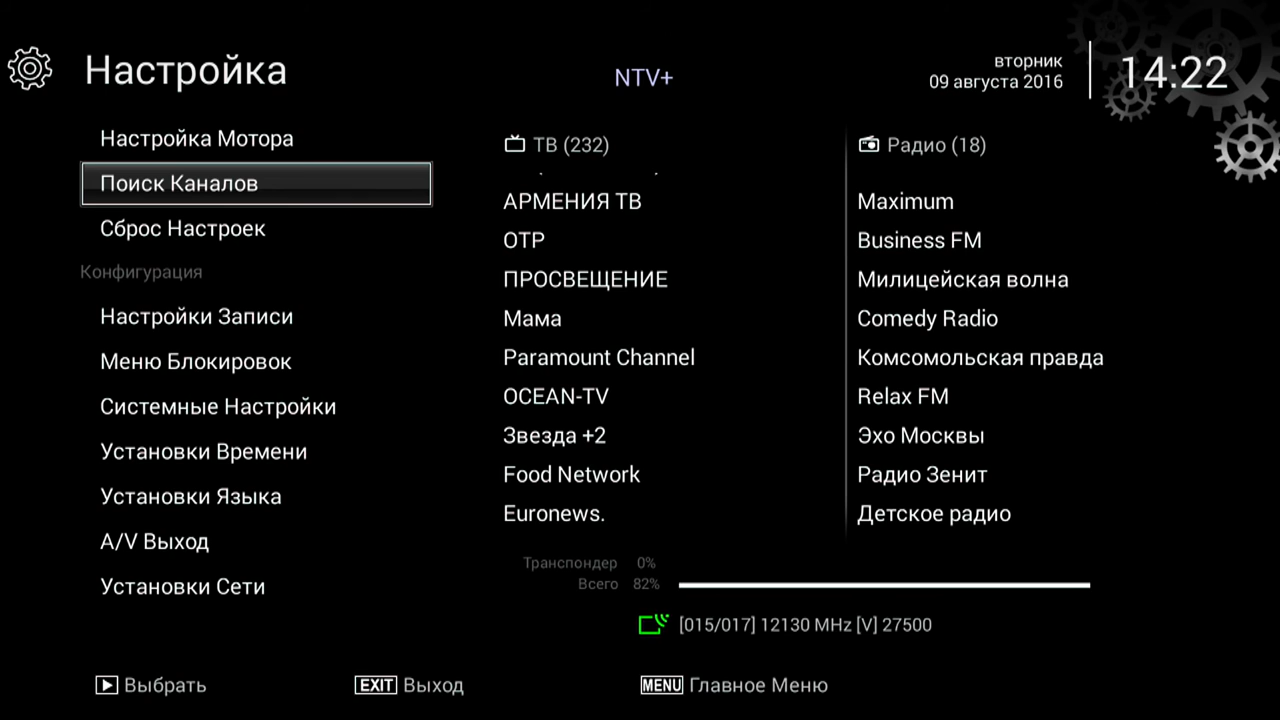 Настройка
NTV+
вторник
09 августа 2016
14:22
Настройка Мотора
Поиск Каналов
Сброс Настроек
Конфигурация
Настройки Записи
Меню Блокировок
Системные Настройки
Установки Времени
Установки Языка
A/V Выход
Установки Сети
ТВ (232)
АРМЕНИЯ ТВ
ОТР
ПРОСВЕЩЕНИЕ
Мама
Paramount Channel
OCEAN-TV
Звезда +2
Food Network
Euronews.
Радио (18)
Maximum
Business FM
Милицейская волна
Comedy Radio
Комсомольская правда
Relax FM
Эхо Москвы
Радио Зенит
Детское радио
Транспондер 0%
Всего 82%
[015/017] 12130 MHz [V] 27500
Выбрать
EXIT Выход
MENU Главное Меню